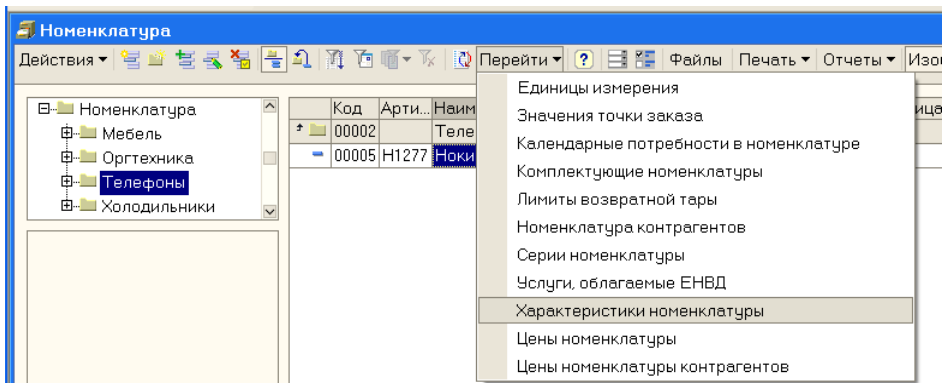 Номенклатура
Действия Перейти ? Файлы Печать Отчеты
Единицы измерения
Значения точки заказа
Календарные потребности в номенклатуре
Комплектующие номенклатуры
Лимиты возвратной тары
Номенклатура контрагентов
Серии номенклатуры
Услуги, облагаемые ЕНВД
Характеристики номенклатуры
Цены номенклатуры
Цены номенклатуры контрагентов
Номенклатура
Мебель
Оргтехника
Телефоны
Холодильники
Код Арти...
00002
00005 H1277